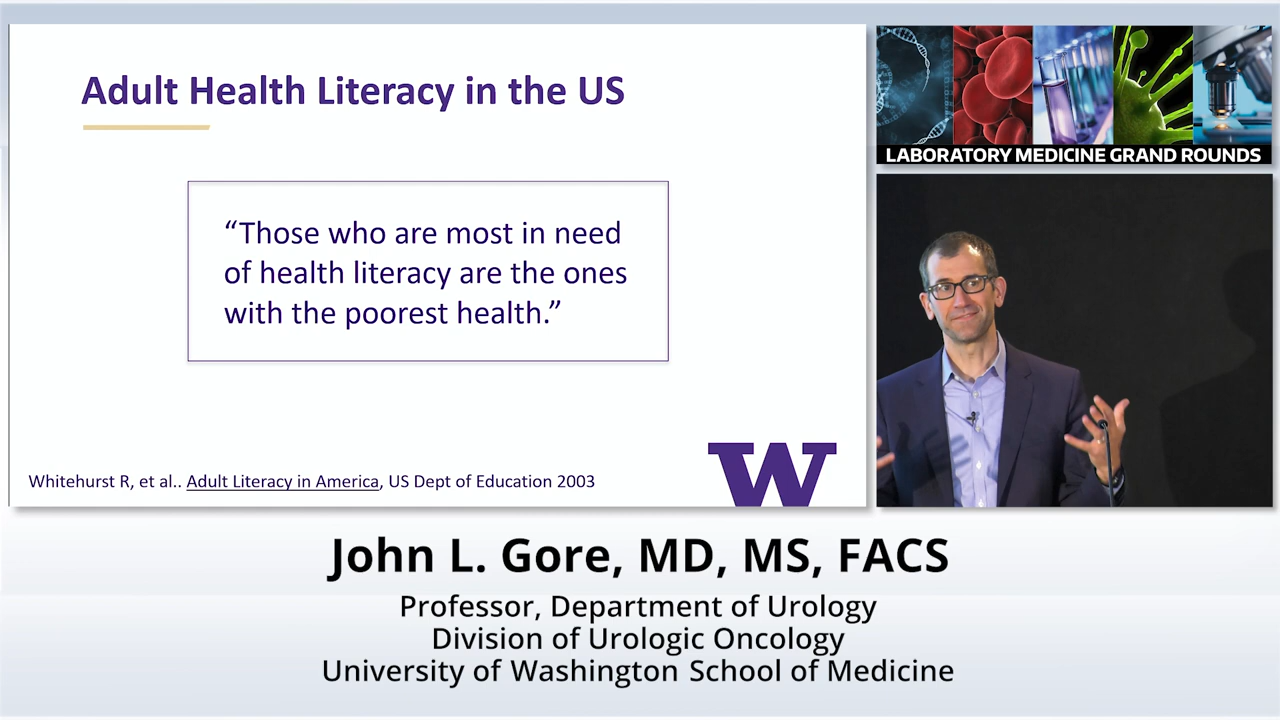 Adult Health Literacy in the US
“Those who are most in need
of health literacy are the ones
with the poorest health.”
Whitehurst R, et al.. Adult Literacy in America, US Dept of Education 2003
W
LABORATORY MEDICINE GRAND ROUNDS
John L. Gore, MD, MS, FACS
Professor, Department of Urology
Division of Urologic Oncology
University of Washington School of Medicine